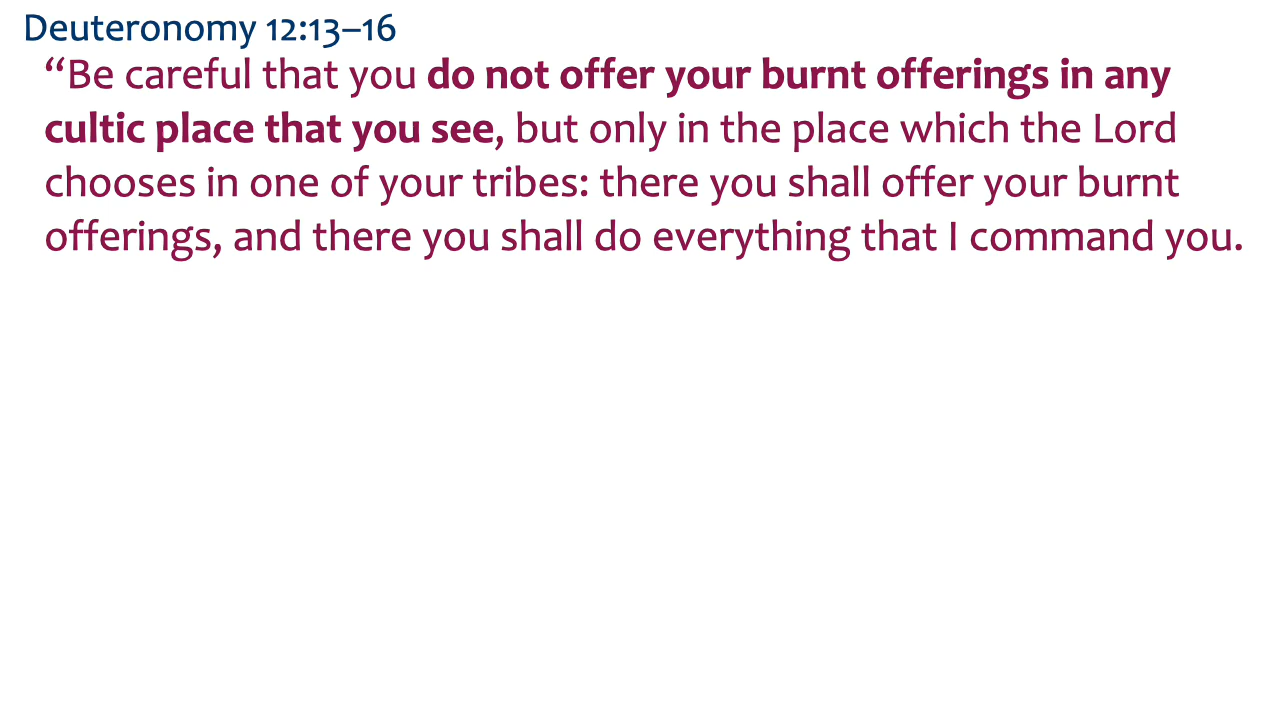 Deuteronomy 12:13–16
“Be careful that you do not offer your burnt offerings in any
cultic place that you see, but only in the place which the Lord
chooses in one of your tribes: there you shall offer your burnt
offerings, and there you shall do everything that I command you.